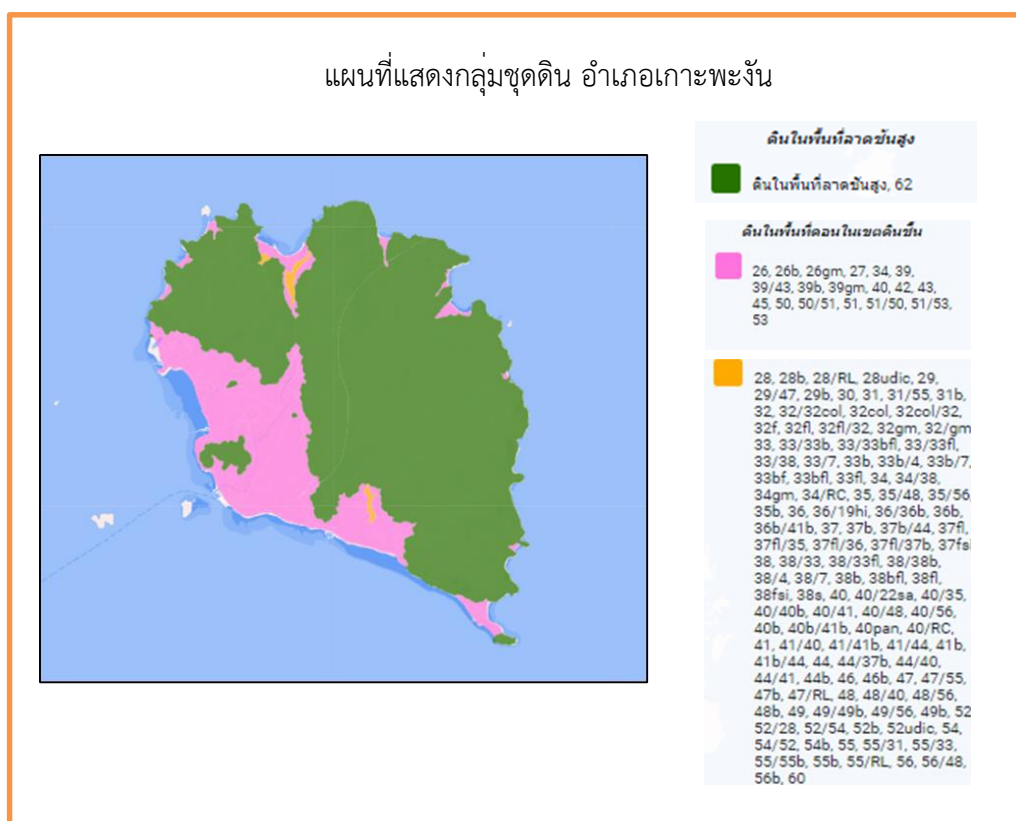 แผนที่แสดงกลุ่มชุดดิน อำเภอเกาะพะงัน
ดินในพื้นที่ลาดชันสูง
ดินในพื้นที่ลาดชันสูง, 62
ดินในพื้นที่ดอนในเขตดินชื้น
26, 26b, 26gm, 27, 34, 39,
39/43, 39b, 39gm, 40, 42, 43,
45, 50, 50/51, 51, 51/50, 51/53,
53
28, 28b, 28/RL, 28udic, 29,
29/47, 29b, 30, 31, 31/55, 31b,
32, 32/32col, 32col, 32col/32,
32f, 32fl, 32fl/32, 32gm, 32/gm
33, 33/33b, 33/33bfl, 33/33fl,
33/38, 33/7, 33b, 33b/4, 33b/7,
33bf, 33bfl, 33fl, 34, 34/38,
34gm, 34/RC, 35, 35/48, 35/56,
35b, 36, 36/19hi, 36/36b, 36b,
36b/41b, 37, 37b, 37b/44, 37fl,
37fl/35, 37fl/36, 37fl/37b, 37fsi
38, 38/33, 38/33fl, 38/38b,
38/4, 38/7, 38b, 38bfl, 38fl,
38fsi, 38s, 40, 40/22sa, 40/35,
40/40b, 40/41, 40/48, 40/56,
40b, 40b/41b, 40pan, 40/RC,
41, 41/40, 41/41b, 41/44, 41b,
41b/44, 44, 44/37b, 44/40,
44/41, 44b, 46, 46b, 47, 47/55,
47b, 47/RL, 48, 48/40, 48/56,
48b, 49, 49/49b, 49/56, 49b, 52
52/28, 52/54, 52b, 52udic, 54,
54/52, 54b, 55, 55/31, 55/33,
55/55b, 55b, 55/RL, 56, 56/48,
56b, 60